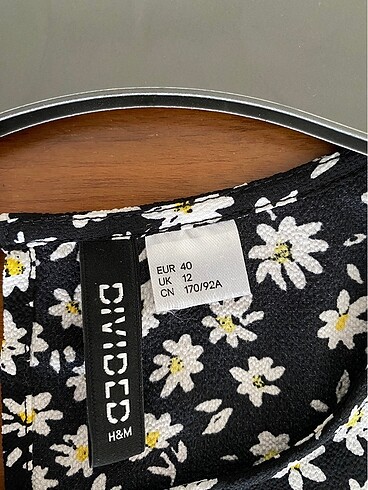 EUR 40
UK 12
CN 170/92A
DIVIDED
H&M